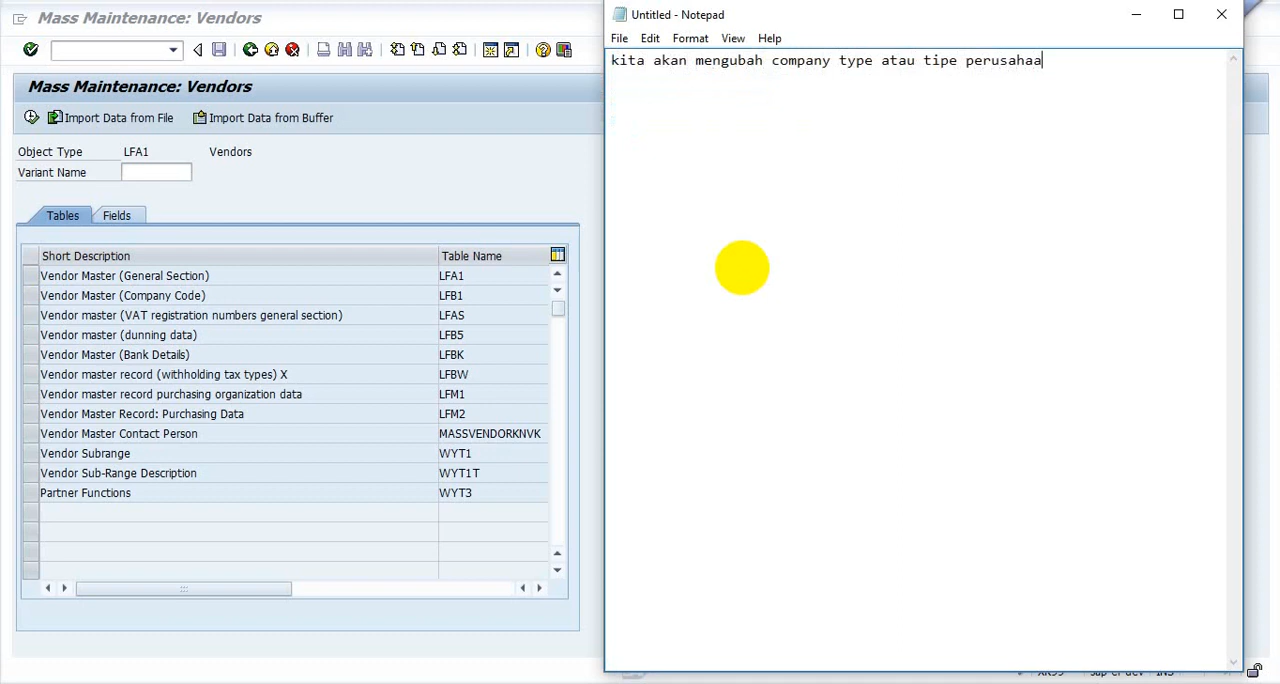 Mass Maintenance: Vendors
Untitled - Notepad
File Edit Format View Help
kita akan mengubah company type atau tipe perusahaa
Mass Maintenance: Vendors
Import Data from File Import Data from Buffer
Object Type LFA1 Vendors
Variant Name
Tables Fields
Short Description Table Name
Vendor Master (General Section) LFA1
Vendor Master (Company Code) LFB1
Vendor master (VAT registration numbers general section) LFAS
Vendor master (dunning data) LFB5
Vendor Master (Bank Details) LFBK
Vendor master record (withholding tax types) X LFBW
Vendor master record purchasing organization data LFM1
Vendor Master Record: Purchasing Data LFM2
Vendor Master Contact Person MASSVENDORKNVK
Vendor Subrange WYT1
Vendor Sub-Range Description WYT1T
Partner Functions WYT3